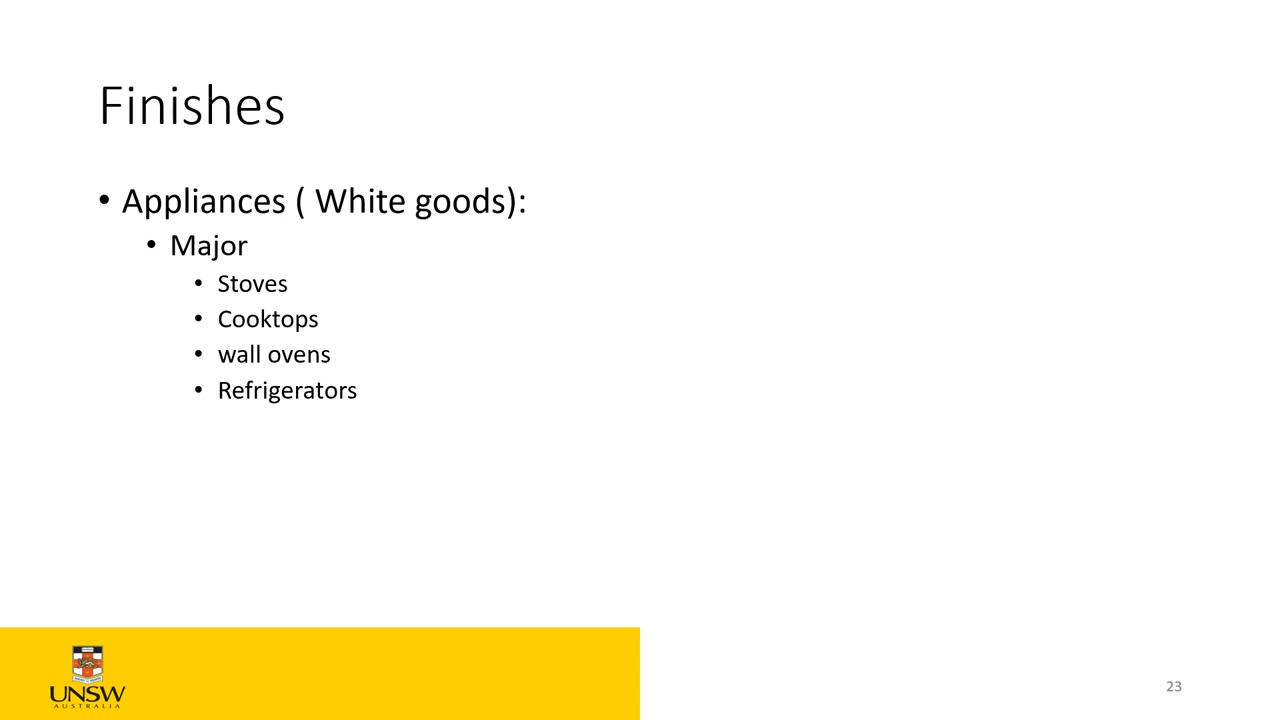 Finishes
• Appliances ( White goods):
• Major
• Stoves
• Cooktops
• wall ovens
• Refrigerators
UNSW
AUSTRALIA
23